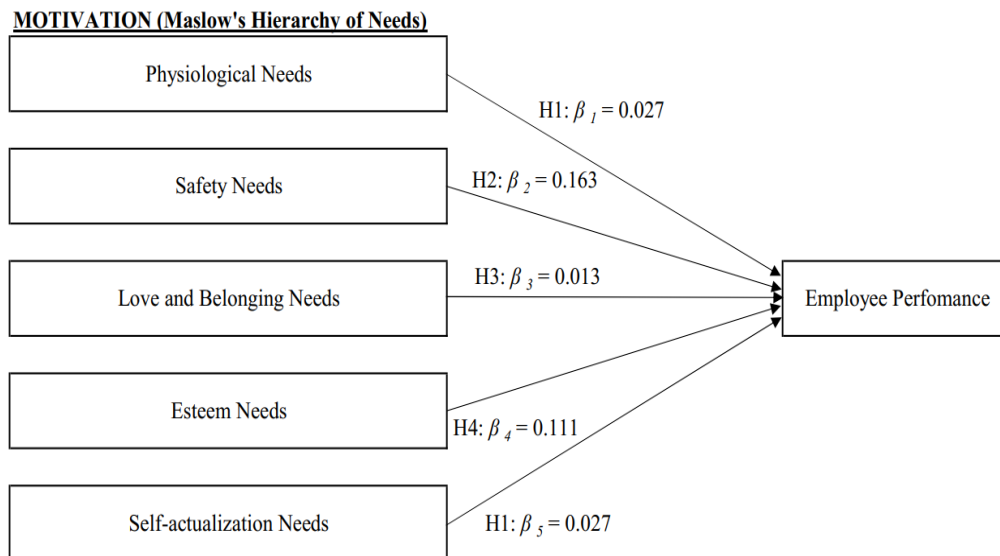 MOTIVATION (Maslow's Hierarchy of Needs)
Physiological Needs
H1: β 1 = 0.027
Safety Needs
H2: β 2 = 0.163
H3: β 3 = 0.013
Love and Belonging Needs
Employee Perfomance
Esteem Needs
H4: β 4 = 0.111
Self-actualization Needs
H1: β 5 = 0.027